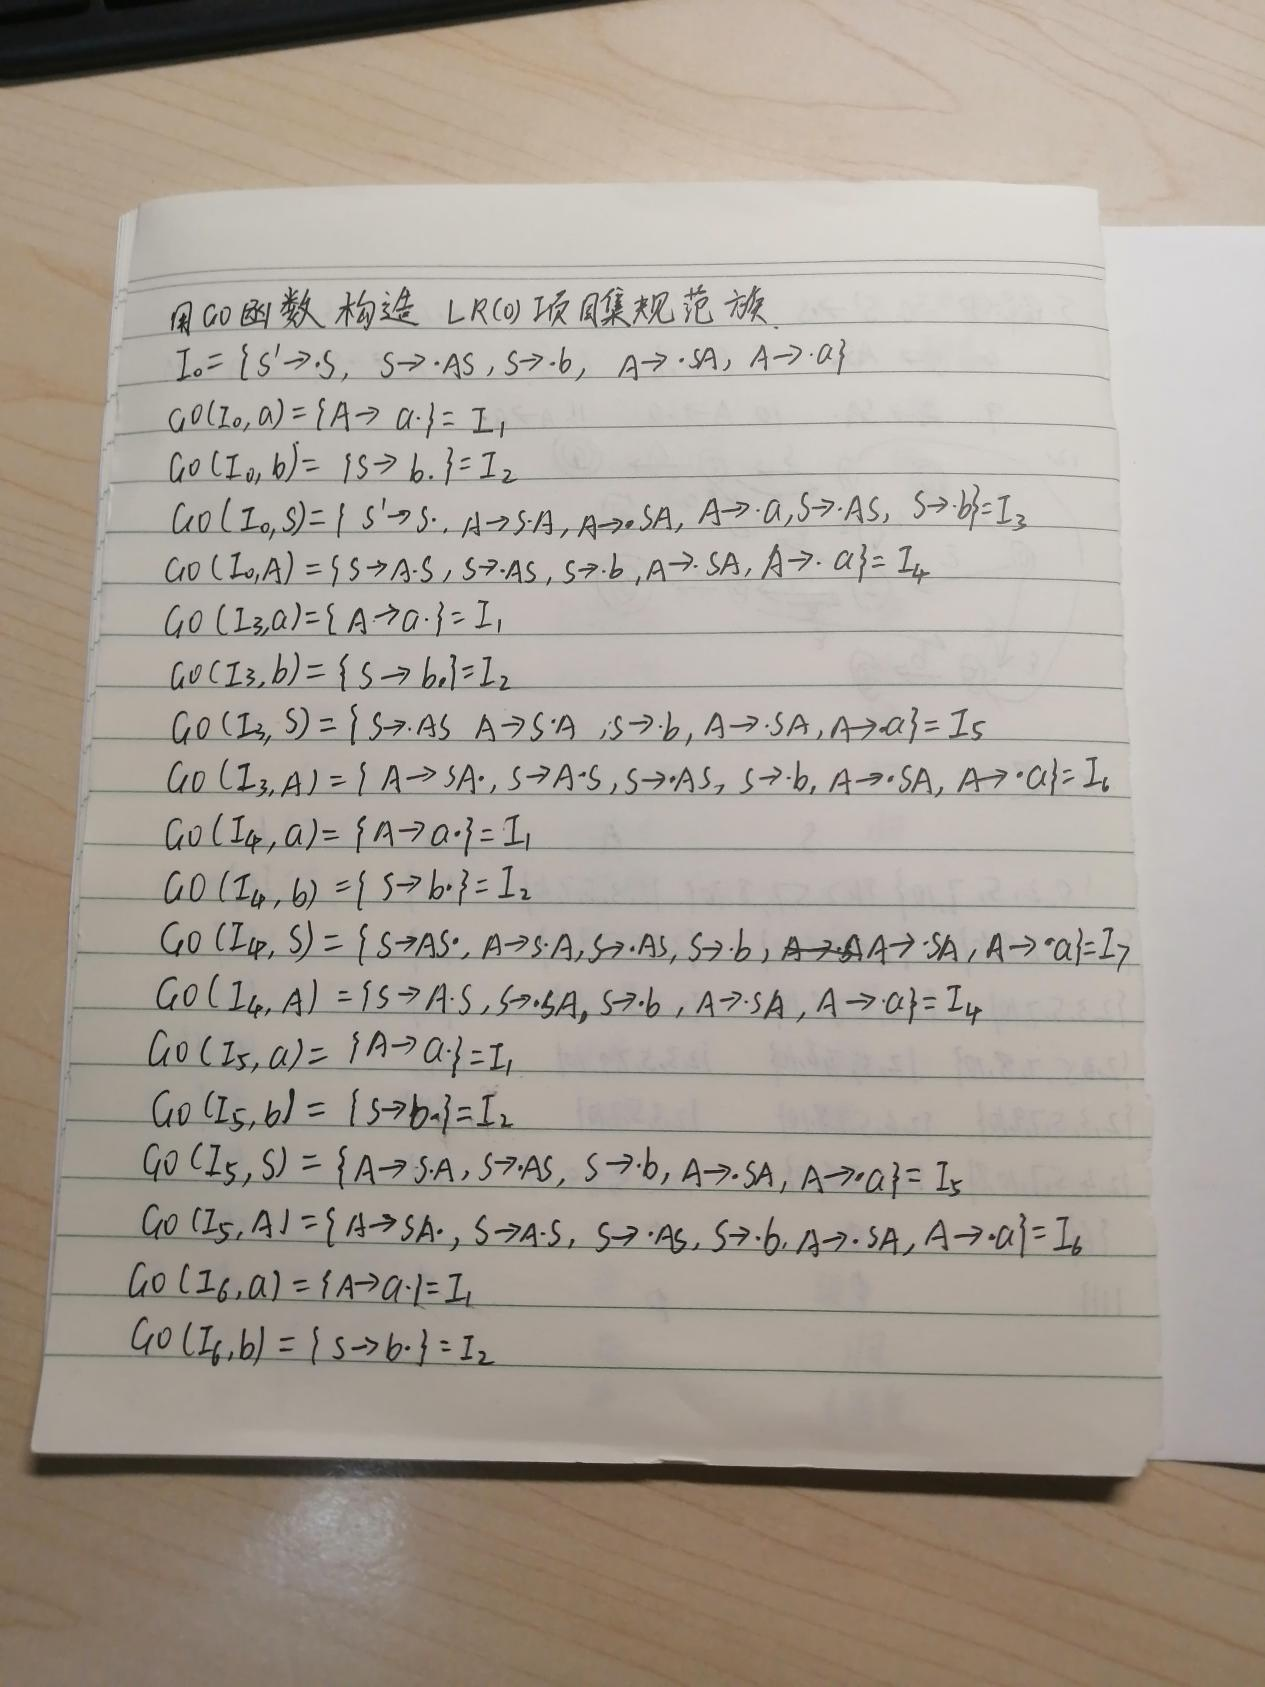 用GO函数构造 LR(0)项目集规范族.
I₀={S'→·S, S→·AS, S→·b, A→·SA, A→·a}
GO(I₀,a)={A→a·}=I₁
GO(I₀,b)={S→b·}=I₂
GO(I₀,S)={S'→S·, A→S·A, A→·SA, A→·a, S→·AS, S→·b}=I₃
GO(I₀,A)={S→A·S, S→·AS, S→·b, A→·SA, A→·a}=I₄
GO(I₃,a)={A→a·}=I₁
GO(I₃,b)={S→b·}=I₂
GO(I₃,S)={S→·AS A→S·A, S→·b, A→·SA, A→·a}=I₅
GO(I₃,A)={A→SA·, S→A·S, S→·AS, S→·b, A→·SA, A→·a}=I₆
GO(I₄,a)={A→a·}=I₁
GO(I₄,b)={S→b·}=I₂
GO(I₄,S)={S→AS·, A→S·A, S→·AS, S→·b, A→·SA, A→·a}=I₇
GO(I₄,A)={S→A·S, S→·SA, S→·b, A→·SA, A→·a}=I₄
GO(I₅,a)={A→a·}=I₁
GO(I₅,b)={S→b·}=I₂
GO(I₅,S)={A→S·A, S→·AS, S→·b, A→·SA, A→·a}=I₅
GO(I₅,A)={A→SA·, S→A·S, S→·AS, S→·b, A→·SA, A→·a}=I₆
GO(I₆,a)={A→a·}=I₁
GO(I₆,b)={S→b·}=I₂